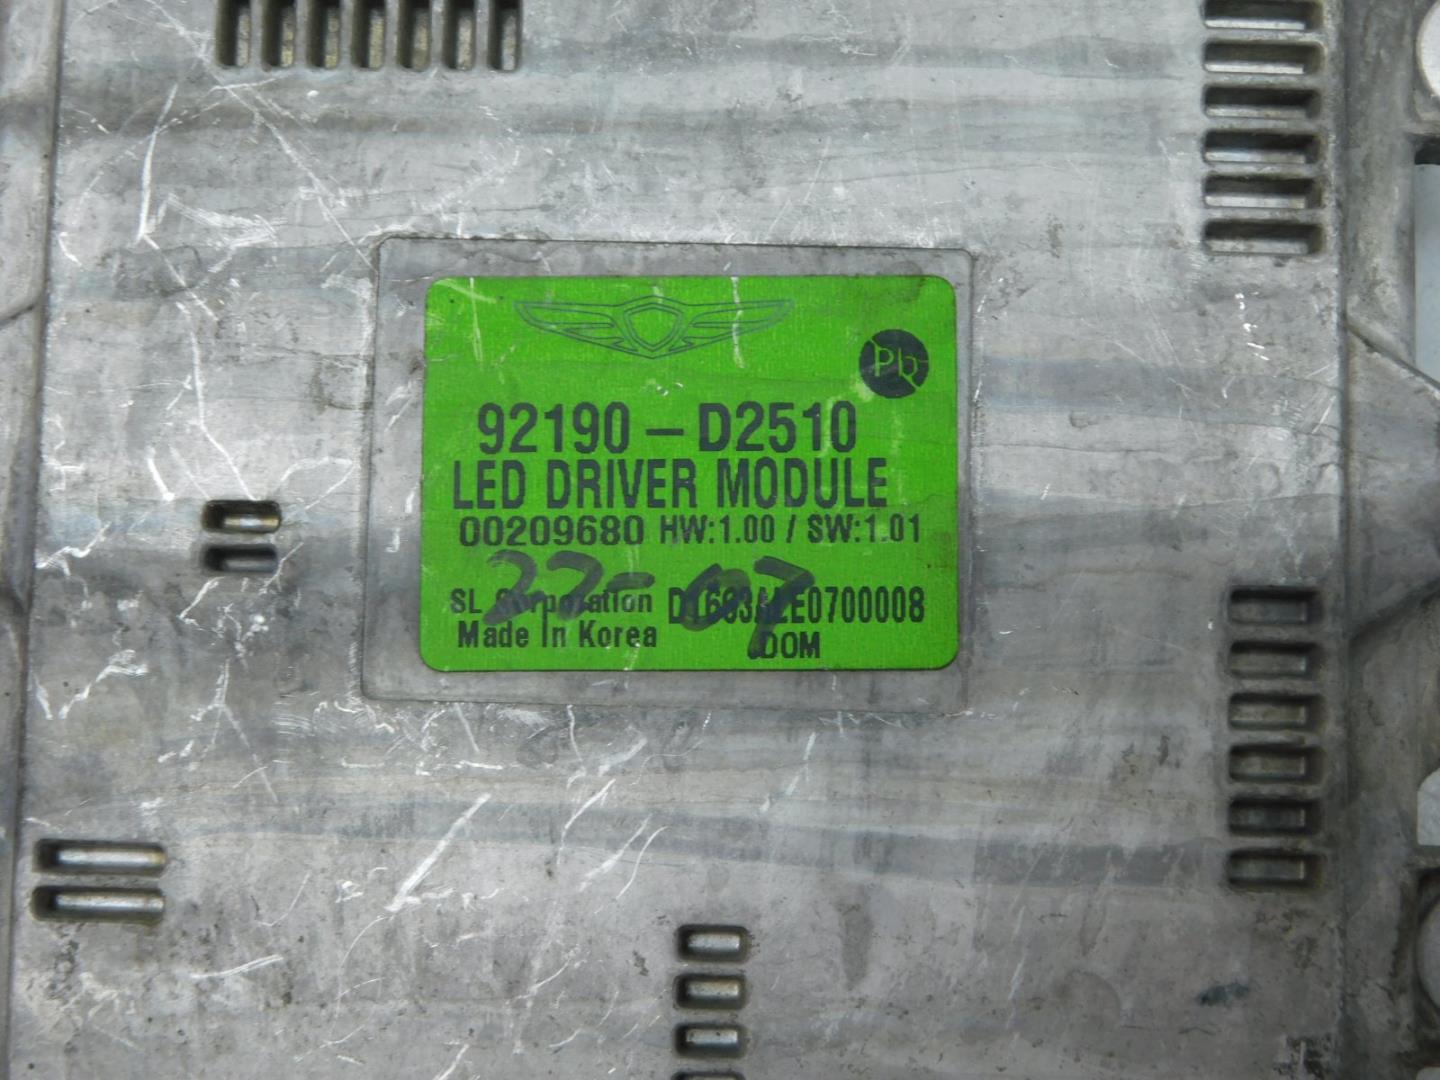 Pb
92190-D2510
LED DRIVER MODULE
00209680 HW:1.00 / SW:1.01
22-07
SL Corporation
Made In Korea
DOM